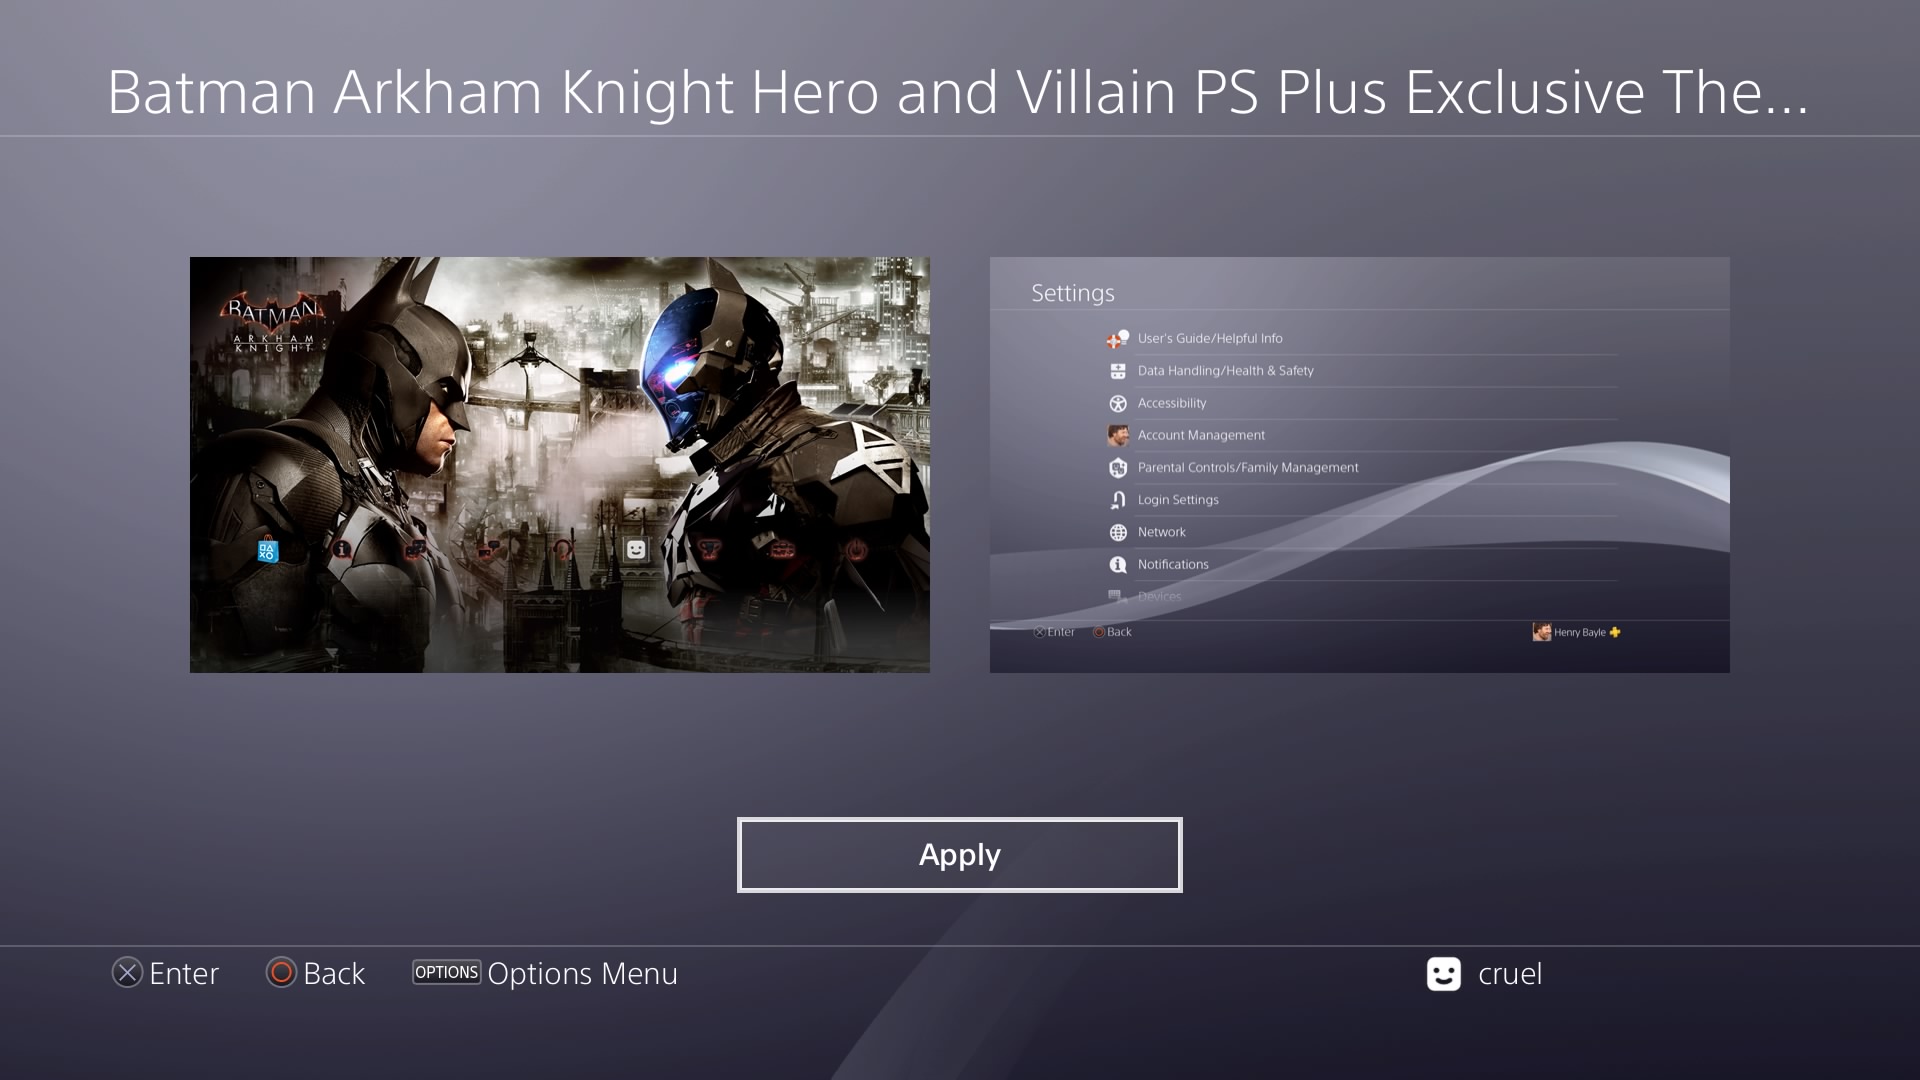 Batman Arkham Knight Hero and Villain PS Plus Exclusive The...
BATMAN
ARKHAM
KNIGHT
Settings
User's Guide/Helpful Info
Data Handling/Health & Safety
Accessibility
Account Management
Parental Controls/Family Management
Login Settings
Network
Notifications
Devices
Enter Back Henry Bayle
Apply
Enter Back OPTIONS Options Menu cruel